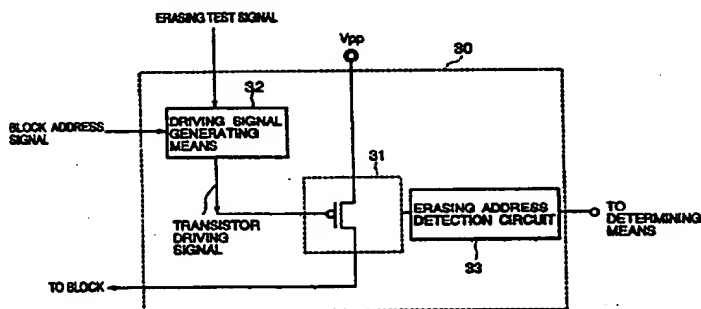 ERASING TEST SIGNAL
Vpp
30
32
BLOCK ADDRESS
SIGNAL
DRIVING SIGNAL
GENERATING
MEANS
31
TRANSISTOR
DRIVING
SIGNAL
ERASING ADDRESS
DETECTION CIRCUIT
33
TO
DETERMINING
MEANS
TO BLOCK